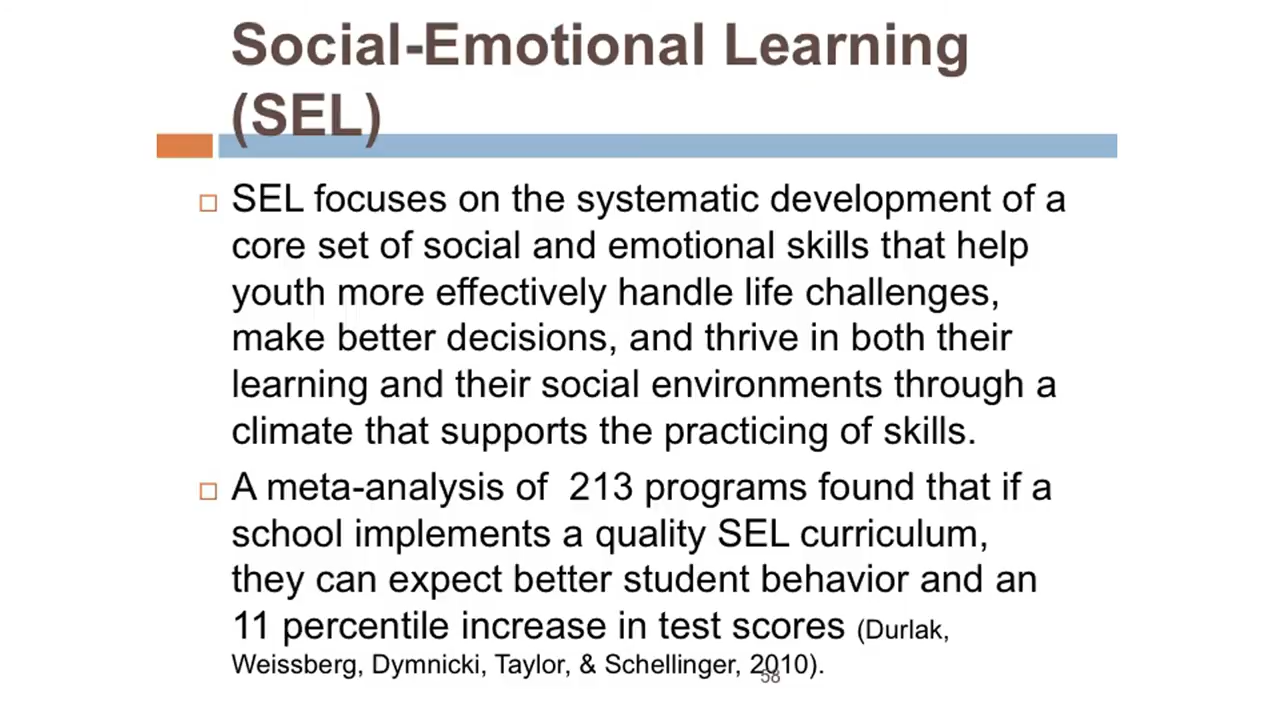 Social-Emotional Learning
(SEL)
SEL focuses on the systematic development of a
core set of social and emotional skills that help
youth more effectively handle life challenges,
make better decisions, and thrive in both their
learning and their social environments through a
climate that supports the practicing of skills.
A meta-analysis of  213 programs found that if a
school implements a quality SEL curriculum,
they can expect better student behavior and an
11 percentile increase in test scores (Durlak,
Weissberg, Dymnicki, Taylor, & Schellinger, 2010).
58